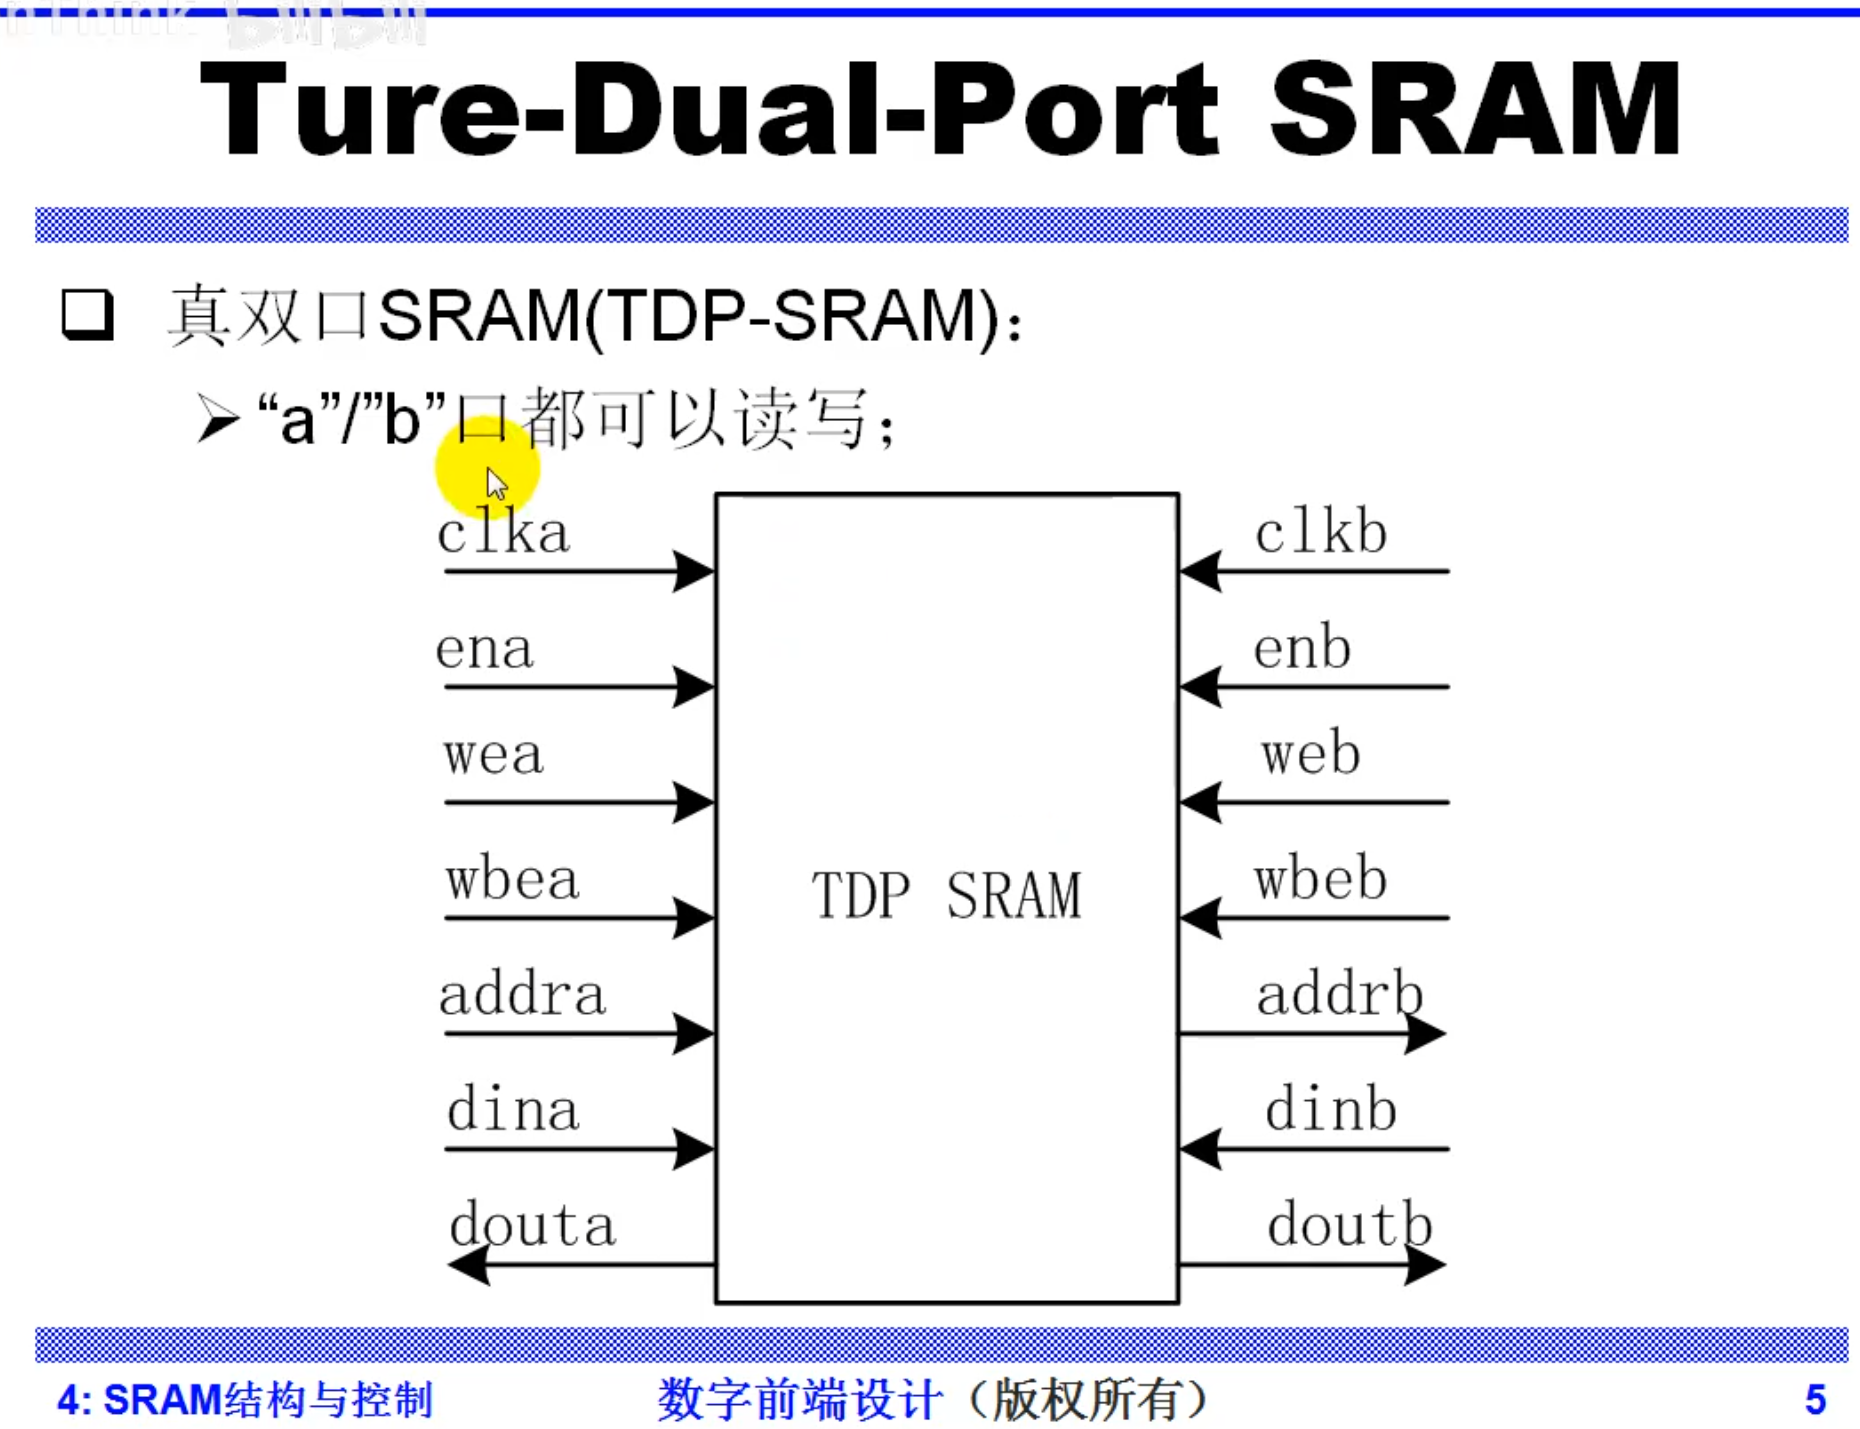 Ture-Dual-Port SRAM
真双口SRAM(TDP-SRAM)：
“a”/”b”口都可以读写；
clka clkb
ena enb
wea web
wbea wbeb
TDP SRAM
addra addrb
dina dinb
douta doutb
4: SRAM结构与控制 数字前端设计（版权所有） 5